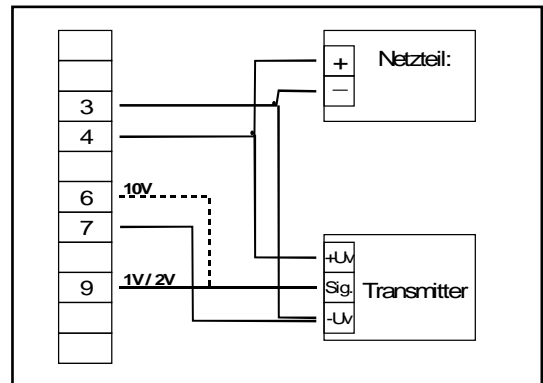 + Netzteil:
–
3
4
6 10V
7
+Uv
9 1V / 2V Sig. Transmitter
-Uv